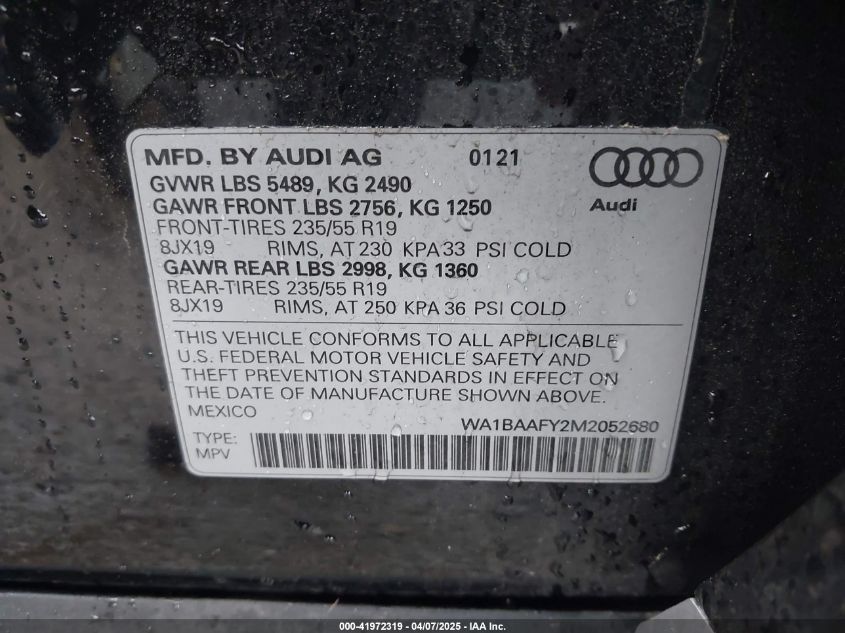 MFD. BY AUDI AG 0121
Audi
GVWR LBS 5489, KG 2490
GAWR FRONT LBS 2756, KG 1250
FRONT-TIRES 235/55 R19
8JX19 RIMS, AT 230 KPA 33 PSI COLD
GAWR REAR LBS 2998, KG 1360
REAR-TIRES 235/55 R19
8JX19 RIMS, AT 250 KPA 36 PSI COLD
THIS VEHICLE CONFORMS TO ALL APPLICABLE
U.S. FEDERAL MOTOR VEHICLE SAFETY AND
THEFT PREVENTION STANDARDS IN EFFECT ON
THE DATE OF MANUFACTURE SHOWN ABOVE.
MEXICO WA1BAAFY2M2052680
TYPE:
MPV
000-41972319 - 04/07/2025 - IAA Inc.